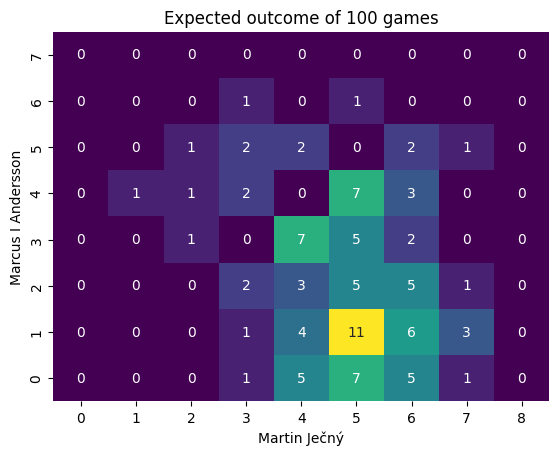 Expected outcome of 100 games
Marcus I Andersson
7 0 0 0 0 0 0 0 0 0
6 0 0 0 1 0 1 0 0 0
5 0 0 1 2 2 0 2 1 0
4 0 1 1 2 0 7 3 0 0
3 0 0 1 0 7 5 2 0 0
2 0 0 0 2 3 5 5 1 0
1 0 0 0 1 4 11 6 3 0
0 0 0 0 1 5 7 5 1 0
0 1 2 3 4 5 6 7 8
Martin Ječný